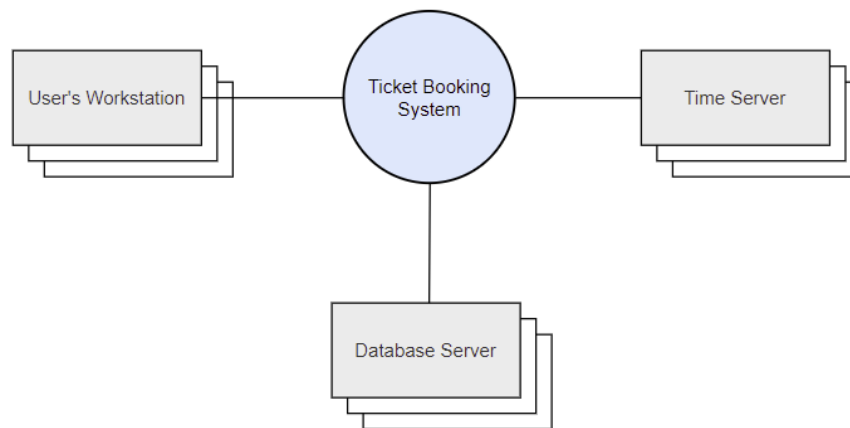 User's Workstation
Ticket Booking
System
Time Server
Database Server